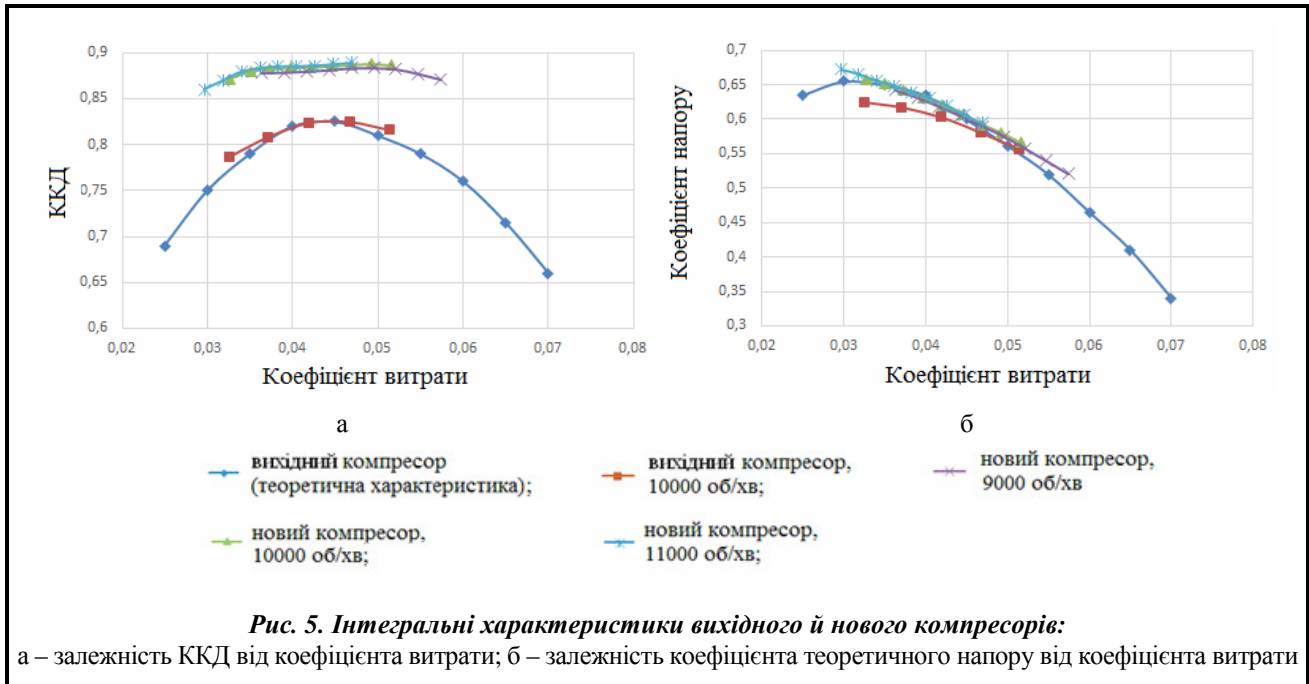 ККД
0,9
0,85
0,8
0,75
0,7
0,65
0,6
0,02 0,03 0,04 0,05 0,06 0,07 0,08
Коефіцієнт витрати
а
Коефіцієнт напору
0,7
0,65
0,6
0,55
0,5
0,45
0,4
0,35
0,3
0,02 0,03 0,04 0,05 0,06 0,07 0,08
Коефіцієнт витрати
б
вихідний компресор
(теоретична характеристика);
вихідний компресор,
10000 об/хв;
новий компресор,
9000 об/хв
новий компресор,
10000 об/хв;
новий компресор,
11000 об/хв;
Рис. 5. Інтегральні характеристики вихідного й нового компресорів:
а – залежність ККД від коефіцієнта витрати; б – залежність коефіцієнта теоретичного напору від коефіцієнта витрати